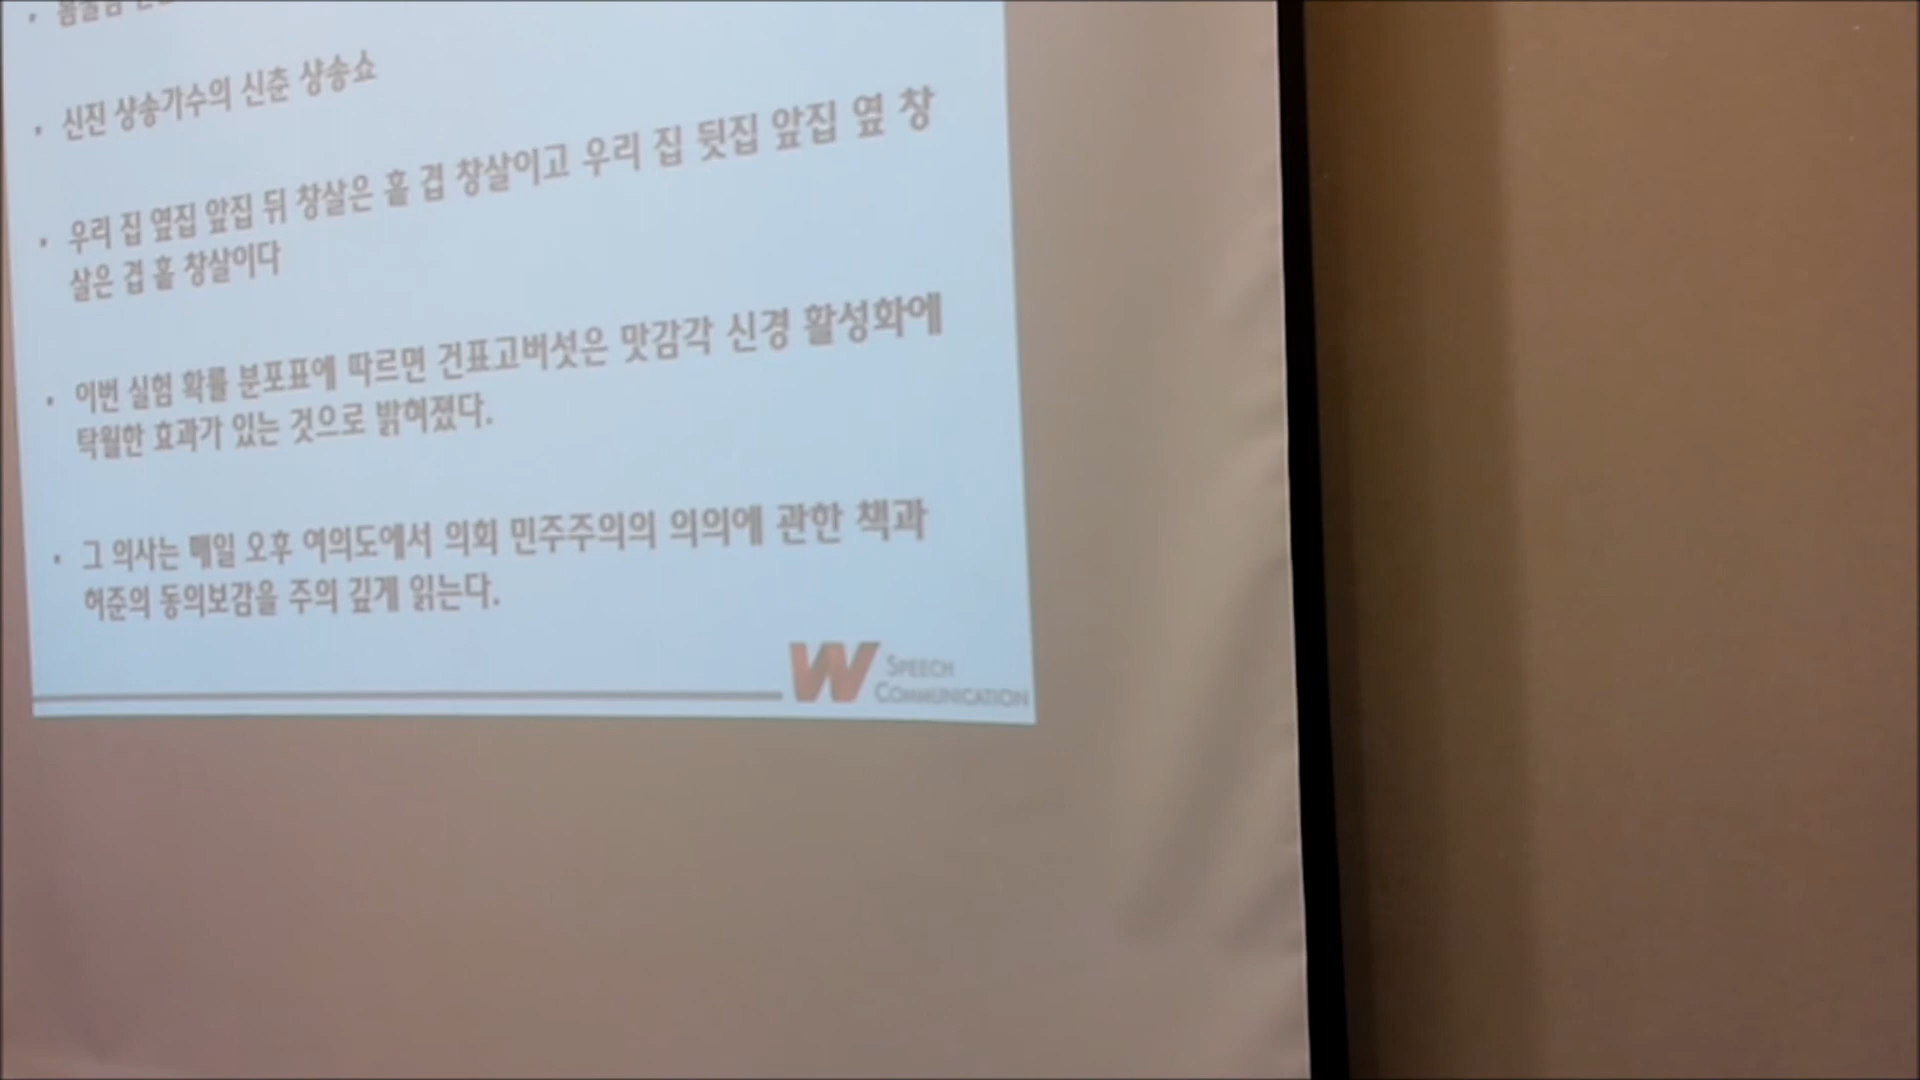 • 신진 샹송가수의 신춘 샹송쇼
• 우리 집 옆집 앞집 뒤 창살은 홑 겹 창살이고 우리 집 뒷집 앞집 옆 창
살은 겹 홑 창살이다
• 이번 실험 확률 분포표에 따르면 건표고버섯은 맛감각 신경 활성화에
탁월한 효과가 있는 것으로 밝혀졌다.
• 그 의사는 매일 오후 여의도에서 의회 민주주의의 의의에 관한 책과
허준의 동의보감을 주의 깊게 읽는다.
W SPEECH
COMMUNICATION